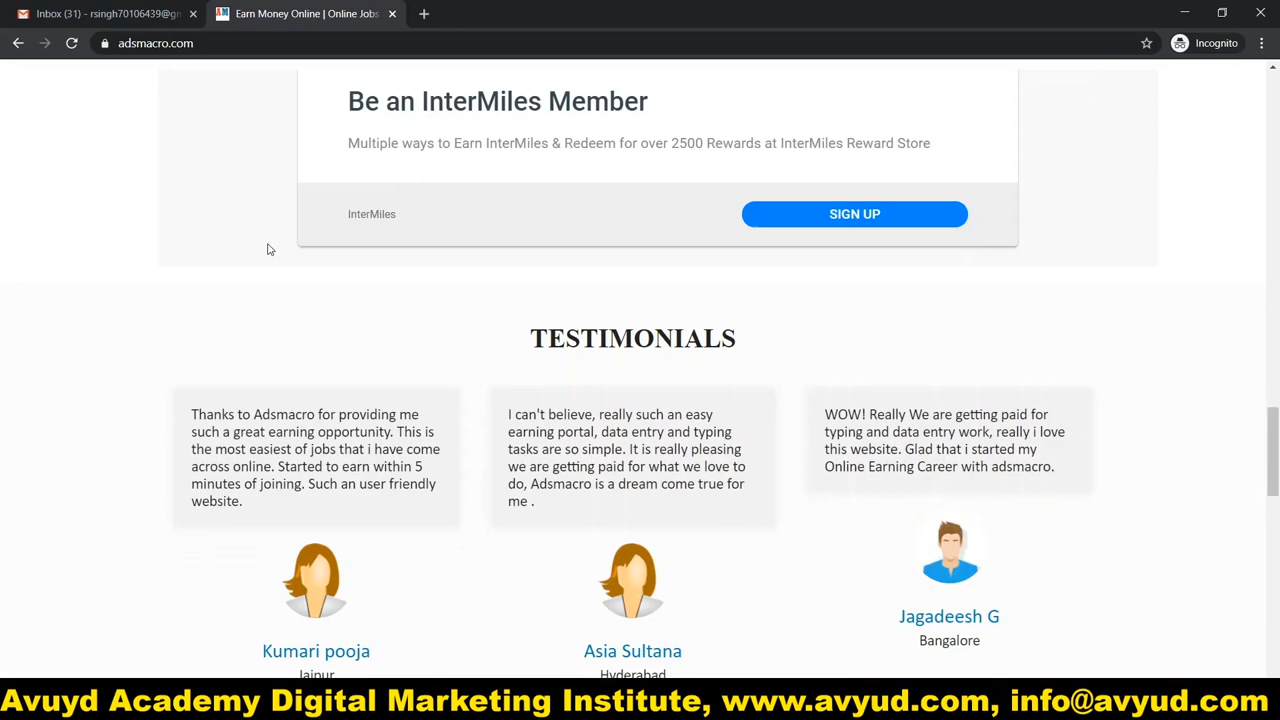 Inbox (31) - rsingh70106439@gn
Earn Money Online | Online Jobs
adsmacro.com
Incognito
Be an InterMiles Member
Multiple ways to Earn InterMiles & Redeem for over 2500 Rewards at InterMiles Reward Store
InterMiles
SIGN UP
TESTIMONIALS
Thanks to Adsmacro for providing me
such a great earning opportunity. This is
the most easiest of jobs that i have come
across online. Started to earn within 5
minutes of joining. Such an user friendly
website.
Kumari pooja
Jaipur
I can't believe, really such an easy
earning portal, data entry and typing
tasks are so simple. It is really pleasing
we are getting paid for what we love to
do, Adsmacro is a dream come true for
me .
Asia Sultana
Hyderabad
WOW! Really We are getting paid for
typing and data entry work, really i love
this website. Glad that i started my
Online Earning Career with adsmacro.
Jagadeesh G
Bangalore
Avuyd Academy Digital Marketing Institute, www.avyud.com, info@avyud.com